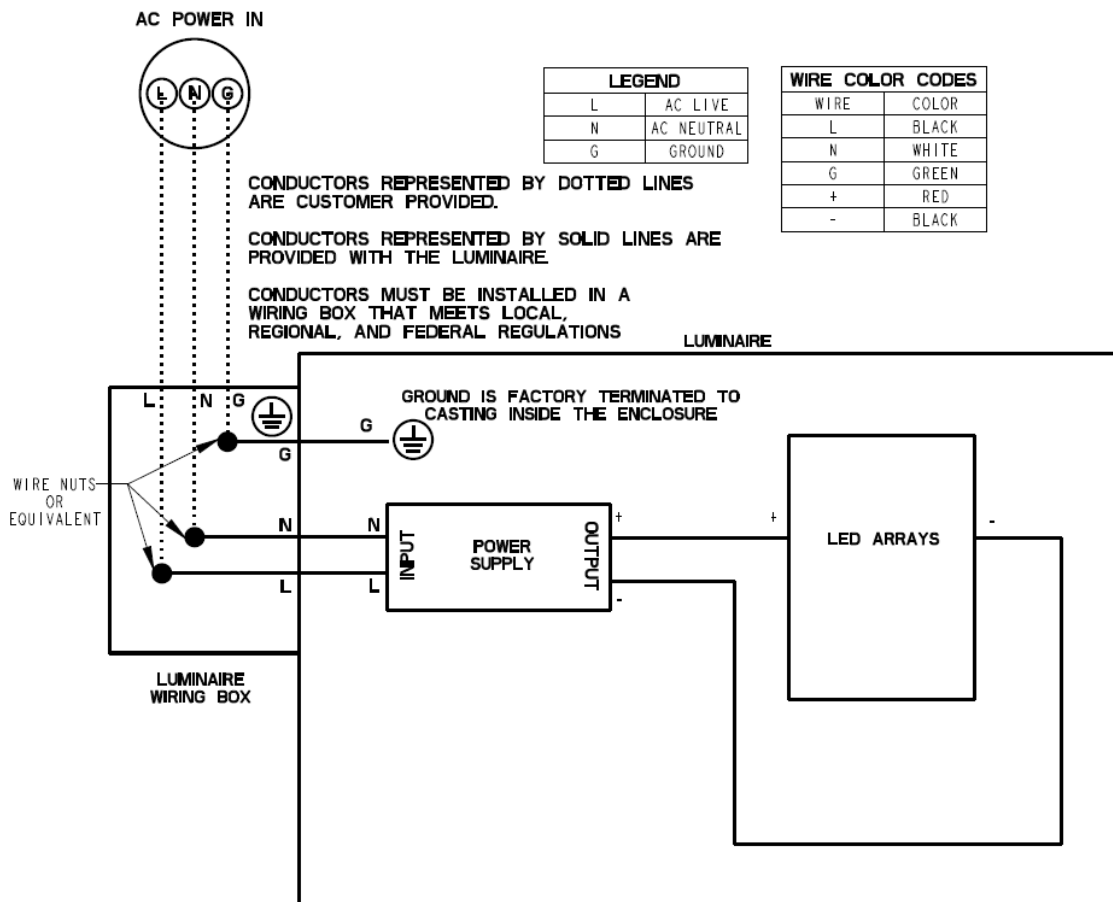 AC POWER IN
L N G
LEGEND
L AC LIVE
N AC NEUTRAL
G GROUND
WIRE COLOR CODES
WIRE COLOR
L BLACK
N WHITE
G GREEN
+ RED
- BLACK
CONDUCTORS REPRESENTED BY DOTTED LINES
ARE CUSTOMER PROVIDED.
CONDUCTORS REPRESENTED BY SOLID LINES ARE
PROVIDED WITH THE LUMINAIRE.
CONDUCTORS MUST BE INSTALLED IN A
WIRING BOX THAT MEETS LOCAL,
REGIONAL, AND FEDERAL REGULATIONS
LUMINAIRE
L N G
GROUND IS FACTORY TERMINATED TO
CASTING INSIDE THE ENCLOSURE
G
G
WIRE NUTS
OR
EQUIVALENT
N N
L L
INPUT
POWER
SUPPLY
OUTPUT
+
-
+
LED ARRAYS
-
LUMINAIRE
WIRING BOX